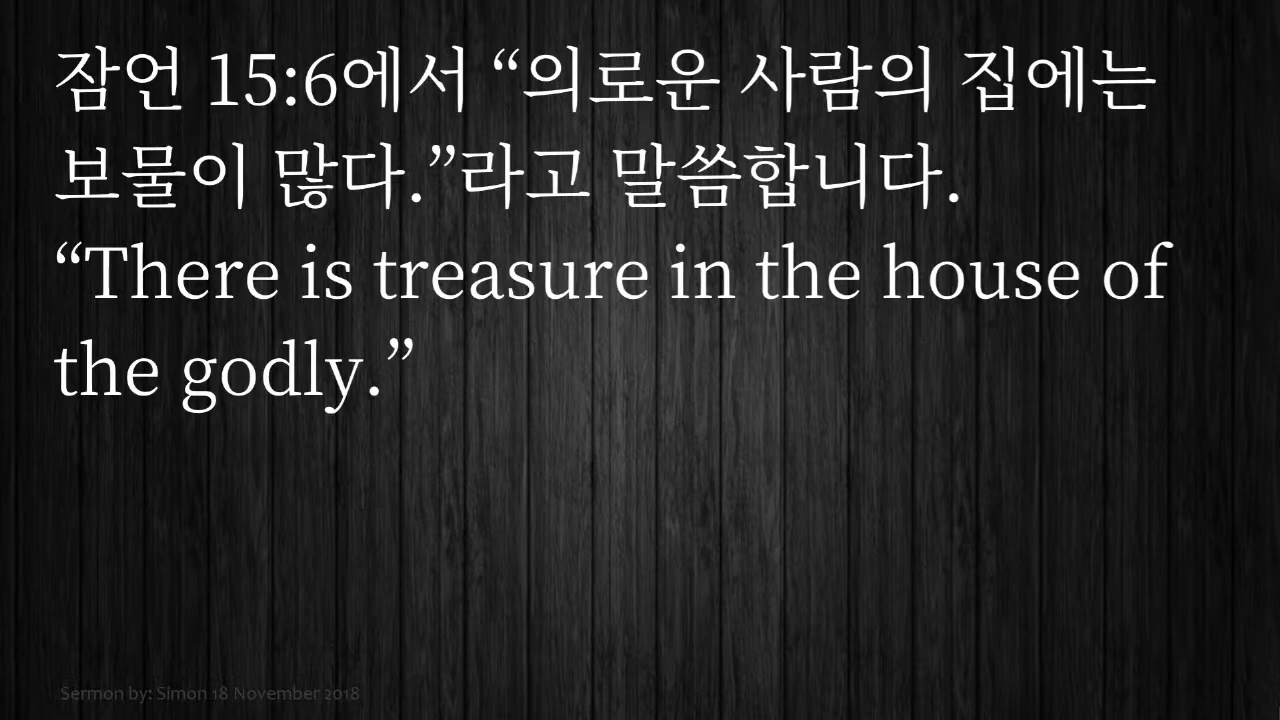 잠언 15:6에서 “의로운 사람의 집에는
보물이 많다.”라고 말씀합니다.
“There is treasure in the house of
the godly.”
Sermon by: Simon 18 November 2018